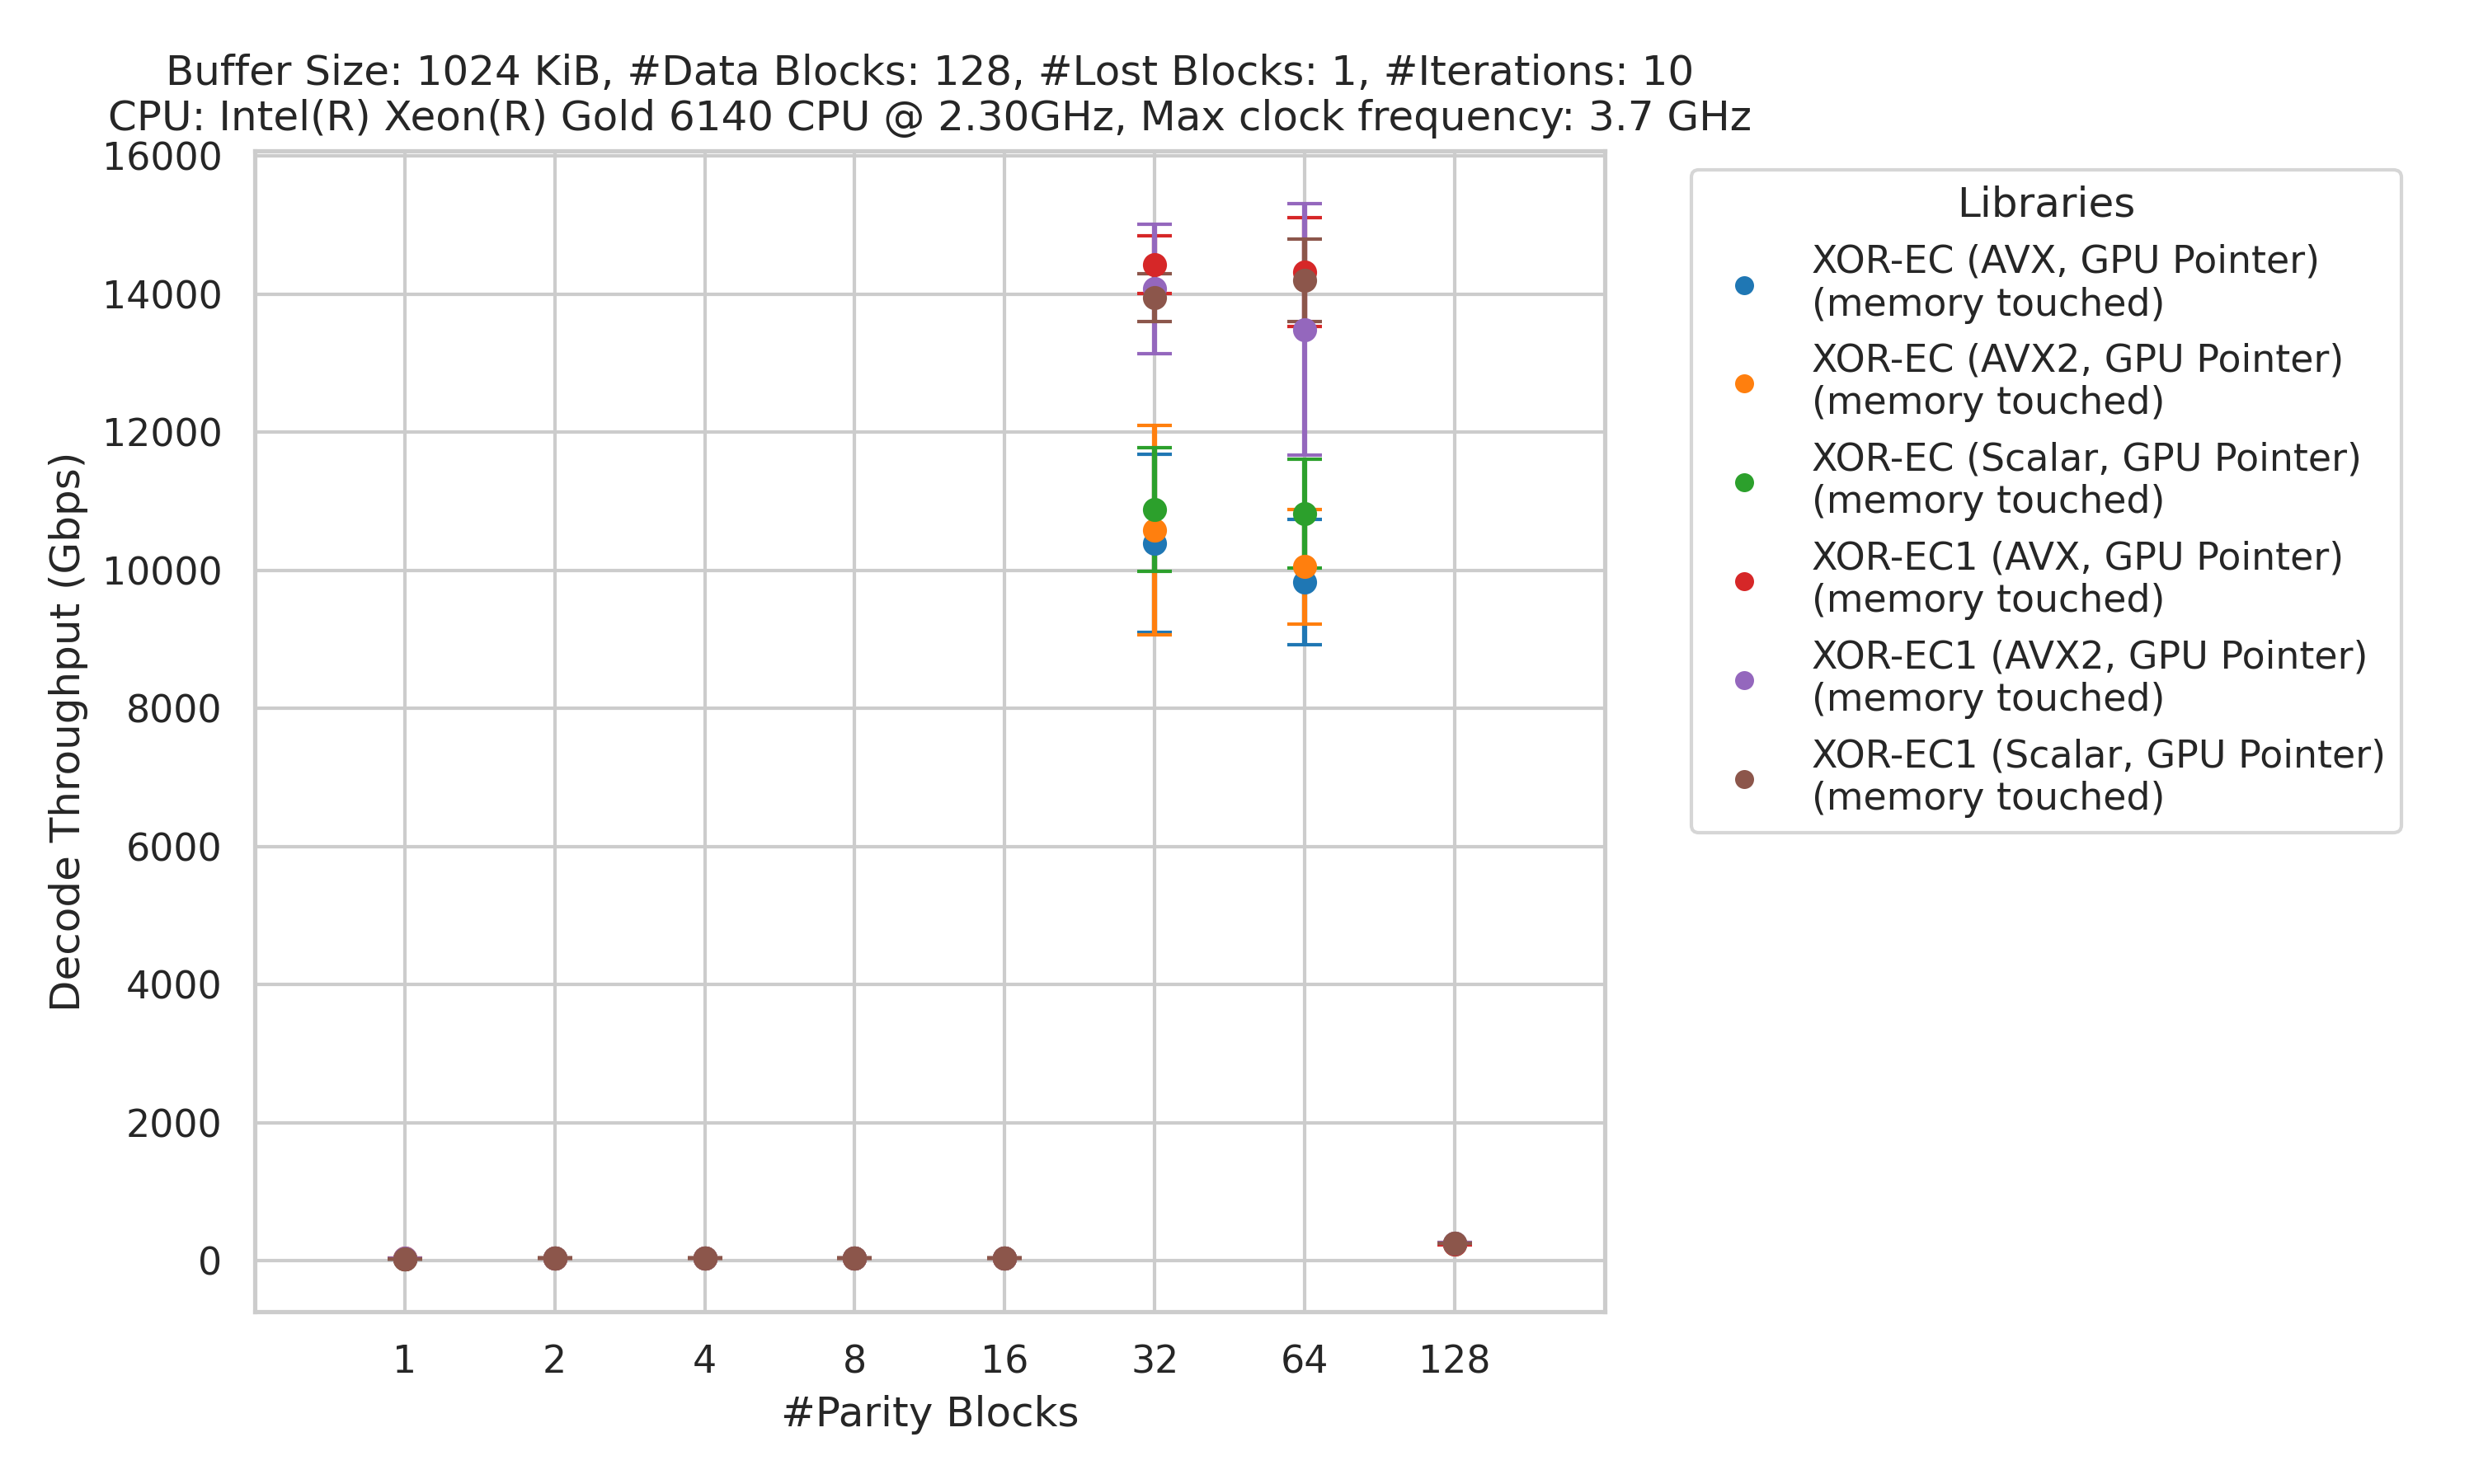 Buffer Size: 1024 KiB, #Data Blocks: 128, #Lost Blocks: 1, #Iterations: 10
CPU: Intel(R) Xeon(R) Gold 6140 CPU @ 2.30GHz, Max clock frequency: 3.7 GHz
16000
14000
12000
10000
8000
6000
4000
2000
0
Decode Throughput (Gbps)
1
2
4
8
16
32
64
128
#Parity Blocks
Libraries
XOR-EC (AVX, GPU Pointer)
(memory touched)
XOR-EC (AVX2, GPU Pointer)
(memory touched)
XOR-EC (Scalar, GPU Pointer)
(memory touched)
XOR-EC1 (AVX, GPU Pointer)
(memory touched)
XOR-EC1 (AVX2, GPU Pointer)
(memory touched)
XOR-EC1 (Scalar, GPU Pointer)
(memory touched)